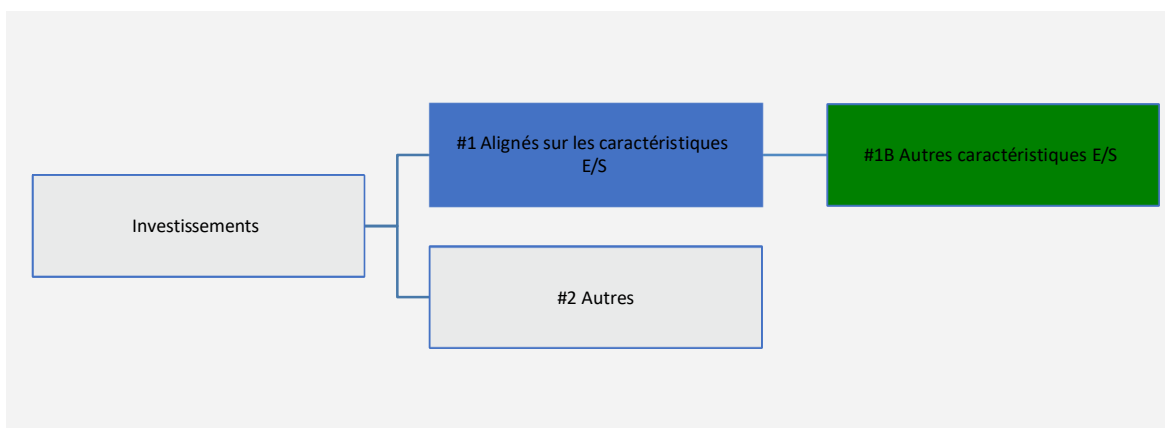 #1 Alignés sur les caractéristiques
E/S
#1B Autres caractéristiques E/S
Investissements
#2 Autres